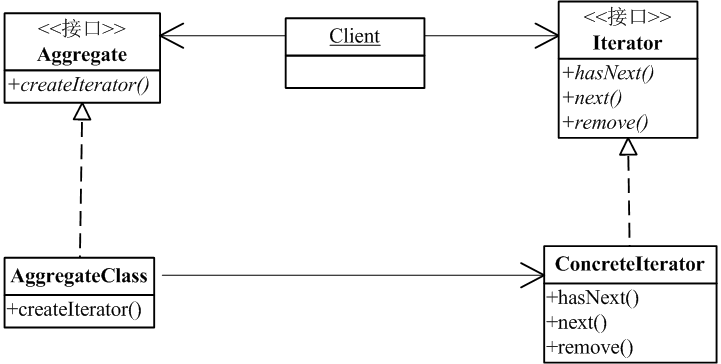 <<接口>>
Aggregate
+createIterator()
Client
<<接口>>
Iterator
+hasNext()
+next()
+remove()
AggregateClass
+createIterator()
ConcreteIterator
+hasNext()
+next()
+remove()